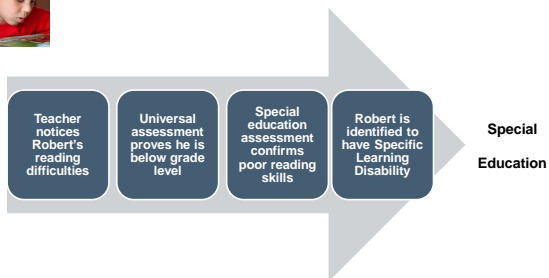 Teacher
notices
Robert's
reading
difficulties
Universal
assessment
proves he is
below grade
level
Special
education
assessment
confirms
poor reading
skills
Robert is
identified to
have Specific
Learning
Disability
Special
Education